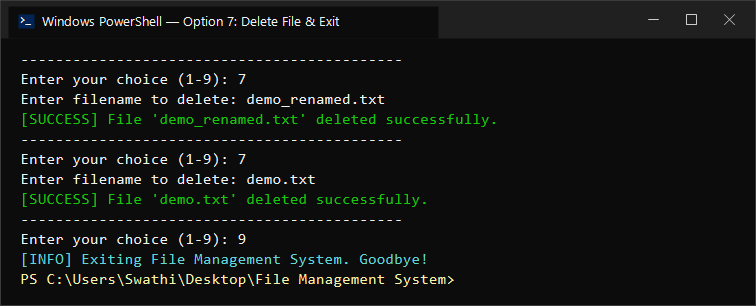 Windows PowerShell — Option 7: Delete File & Exit
--------------------------------------------
Enter your choice (1-9): 7
Enter filename to delete: demo_renamed.txt
[SUCCESS] File 'demo_renamed.txt' deleted successfully.
--------------------------------------------
Enter your choice (1-9): 7
Enter filename to delete: demo.txt
[SUCCESS] File 'demo.txt' deleted successfully.
--------------------------------------------
Enter your choice (1-9): 9
[INFO] Exiting File Management System. Goodbye!
PS C:\Users\Swathi\Desktop\File Management System>